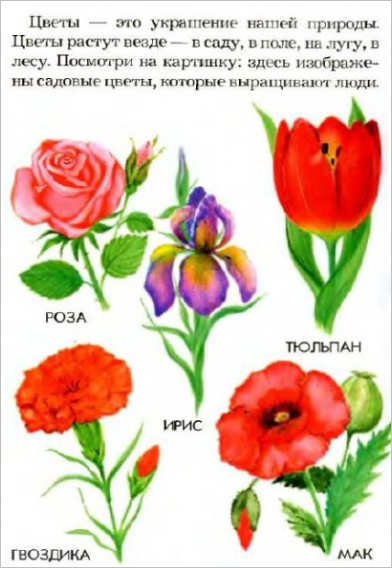 Цветы — это украшение нашей природы.
Цветы растут везде — в саду, в поле, на лугу, в
лесу. Посмотри на картинку: здесь изображе-
ны садовые цветы, которые выращивают люди.
РОЗА
ТЮЛЬПАН
ИРИС
ГВОЗДИКА
МАК